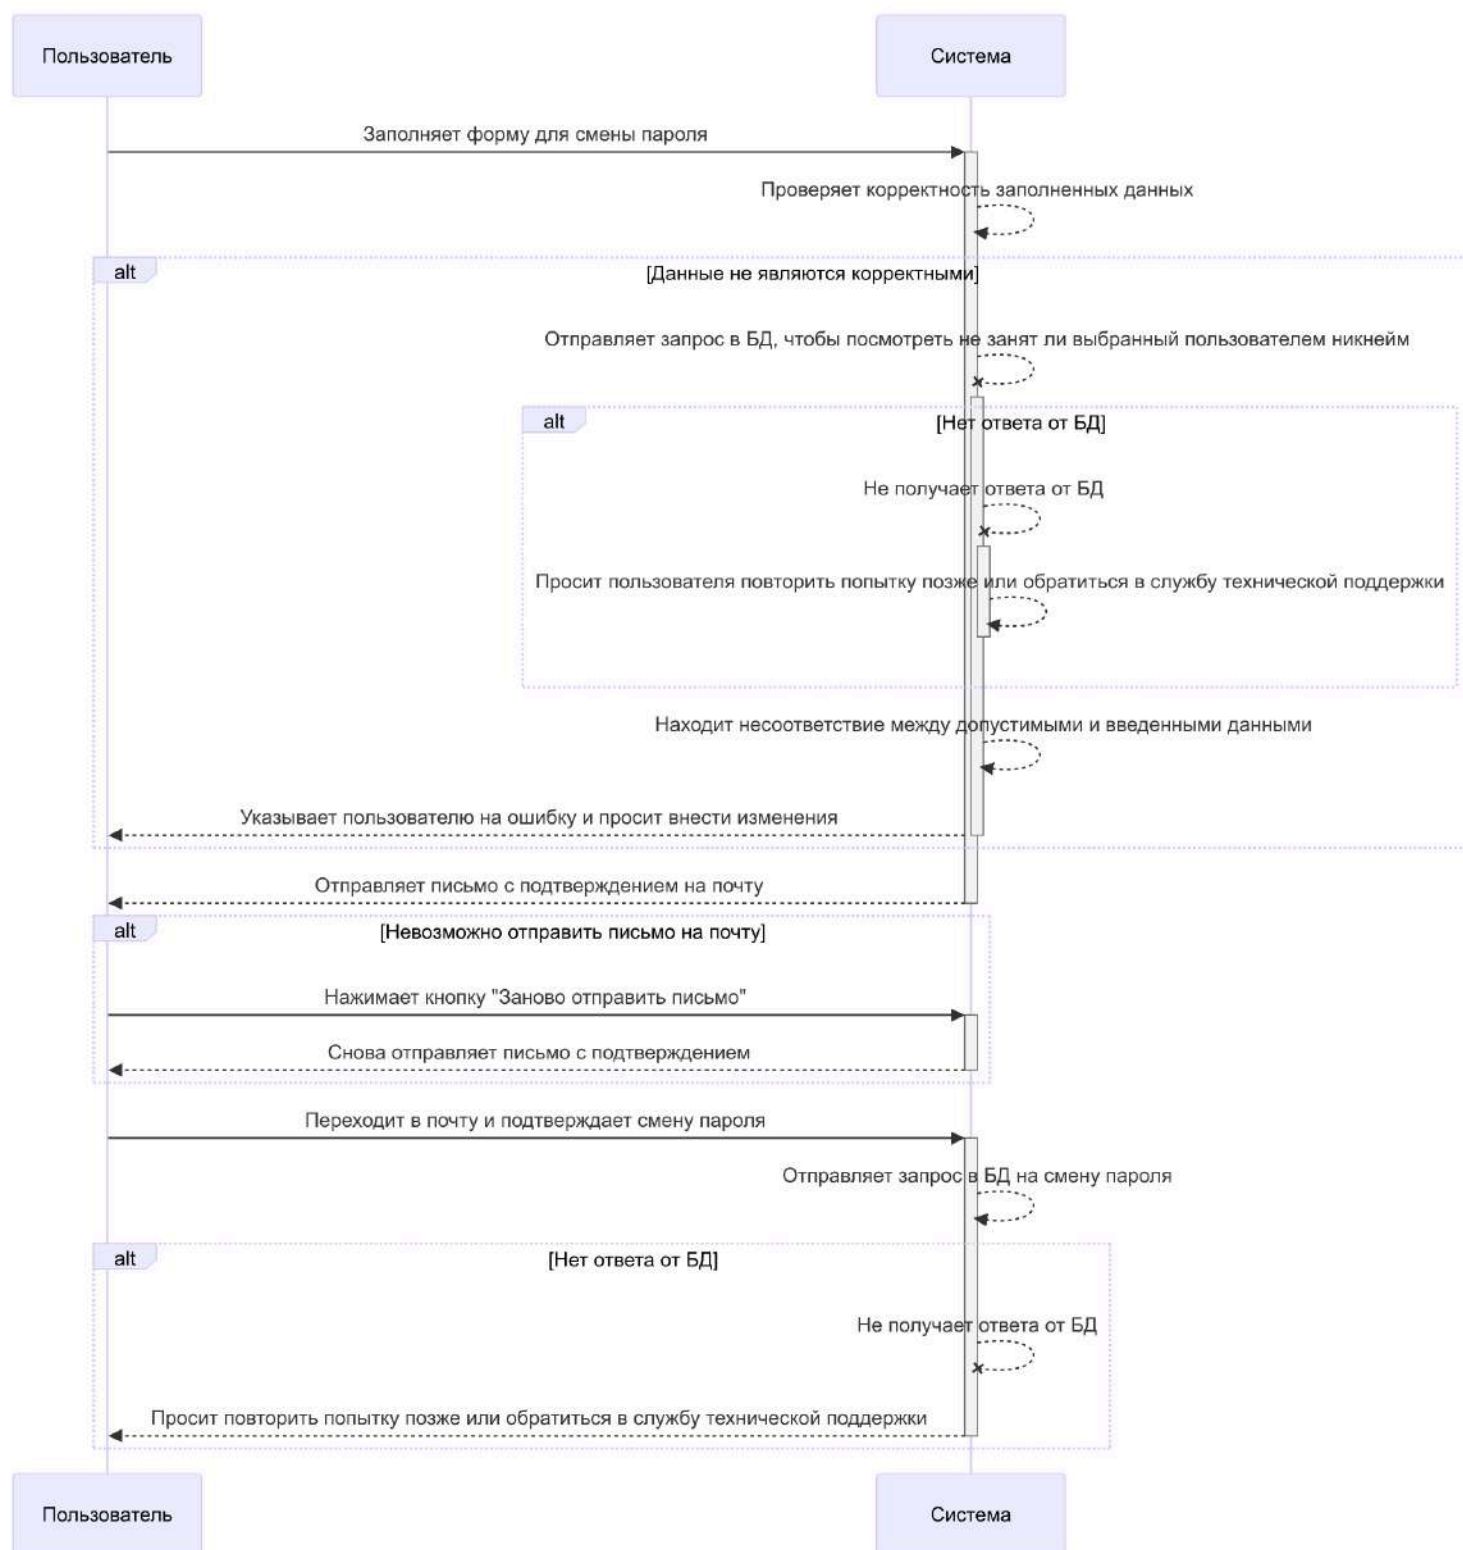 Пользователь
Система
Заполняет форму для смены пароля
Проверяет корректность заполненных данных
alt
[Данные не являются корректными]
Отправляет запрос в БД, чтобы посмотреть не занят ли выбранный пользователем никнейм
alt
[Нет ответа от БД]
Не получает ответа от БД
Просит пользователя повторить попытку позже или обратиться в службу технической поддержки
Находит несоответствие между допустимыми и введенными данными
Указывает пользователю на ошибку и просит внести изменения
Отправляет письмо с подтверждением на почту
alt
[Невозможно отправить письмо на почту]
Нажимает кнопку "Заново отправить письмо"
Снова отправляет письмо с подтверждением
Переходит в почту и подтверждает смену пароля
Отправляет запрос в БД на смену пароля
alt
[Нет ответа от БД]
Не получает ответа от БД
Просит повторить попытку позже или обратиться в службу технической поддержки
Пользователь
Система